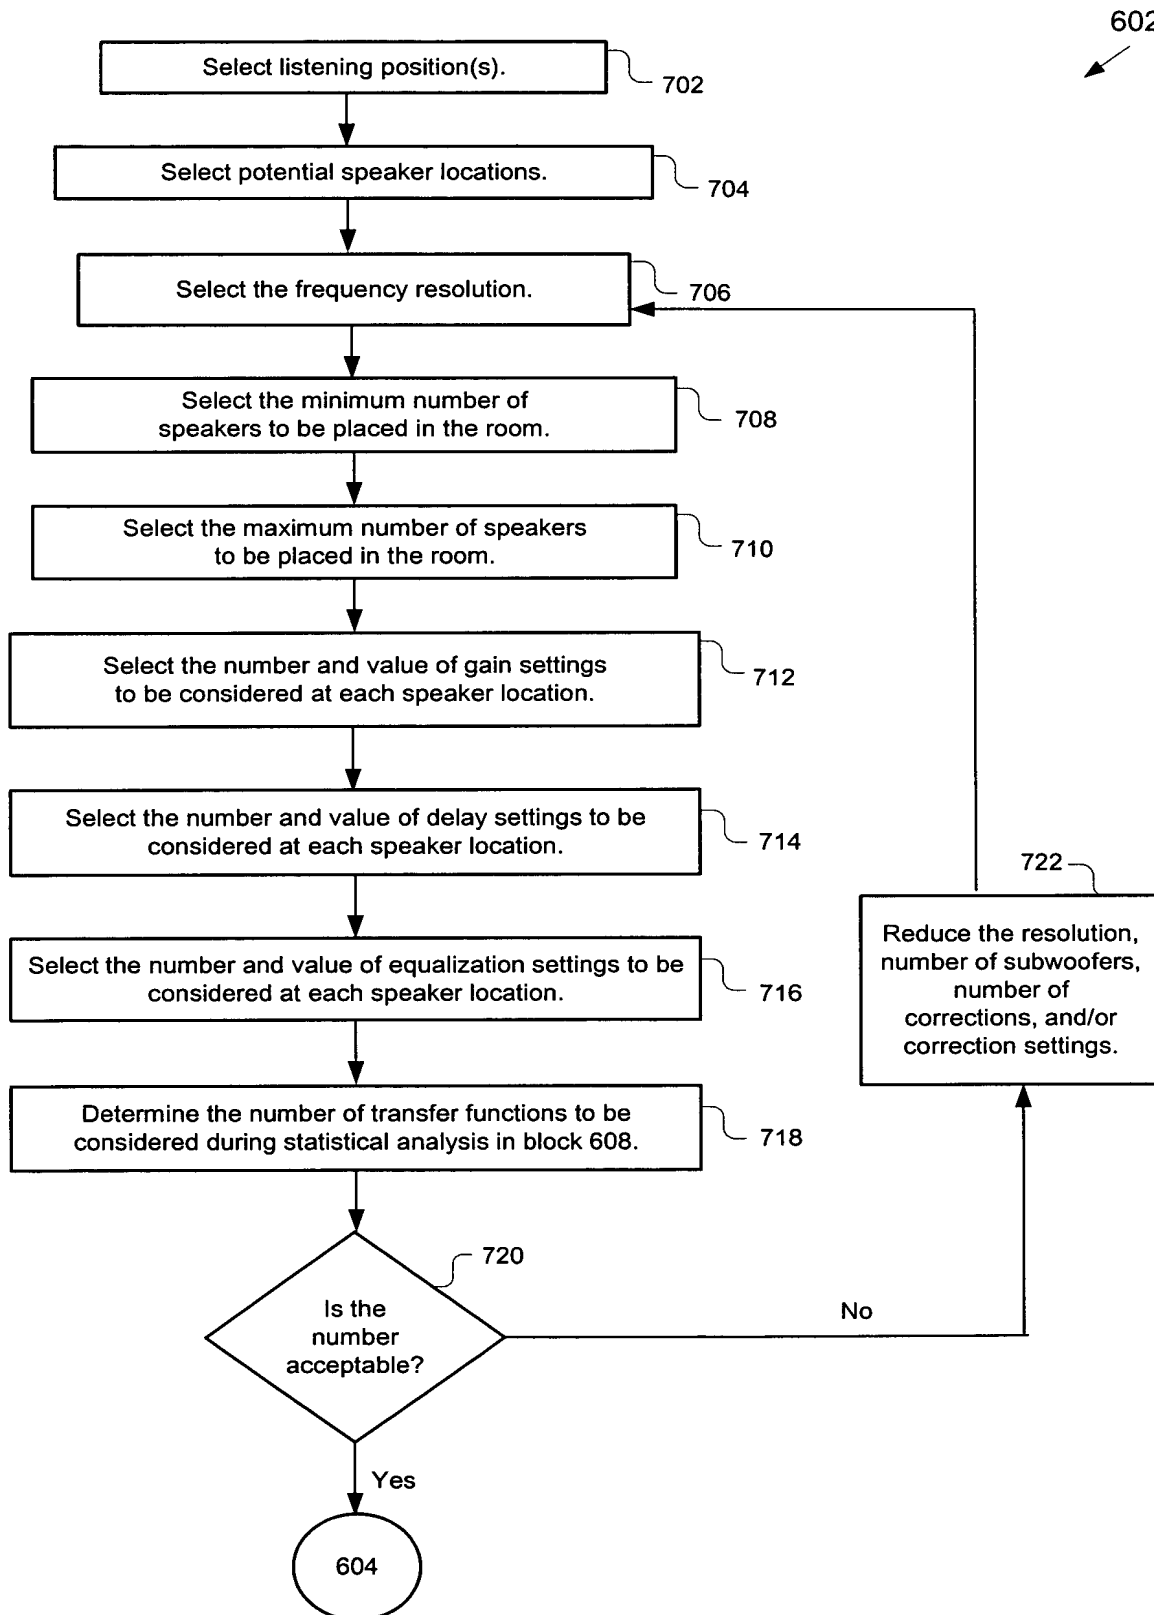 602
Select listening position(s).
702
Select potential speaker locations.
704
Select the frequency resolution.
706
Select the minimum number of
speakers to be placed in the room.
708
Select the maximum number of speakers
to be placed in the room.
710
Select the number and value of gain settings
to be considered at each speaker location.
712
Select the number and value of delay settings to be
considered at each speaker location.
714
722
Reduce the resolution,
number of subwoofers,
number of
corrections, and/or
correction settings.
Select the number and value of equalization settings to be
considered at each speaker location.
716
Determine the number of transfer functions to be
considered during statistical analysis in block 608.
718
720
Is the
number
acceptable?
No
Yes
604